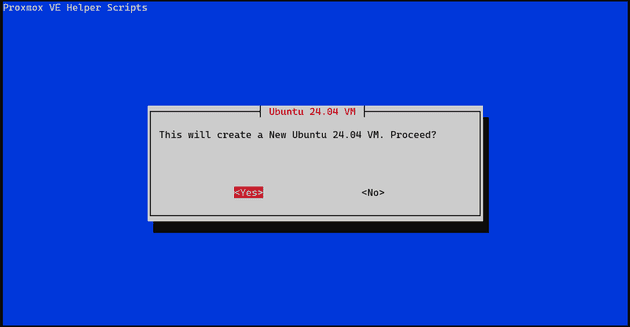 Proxmox VE Helper Scripts
Ubuntu 24.04 VM
This will create a New Ubuntu 24.04 VM. Proceed?
<Yes> <No>